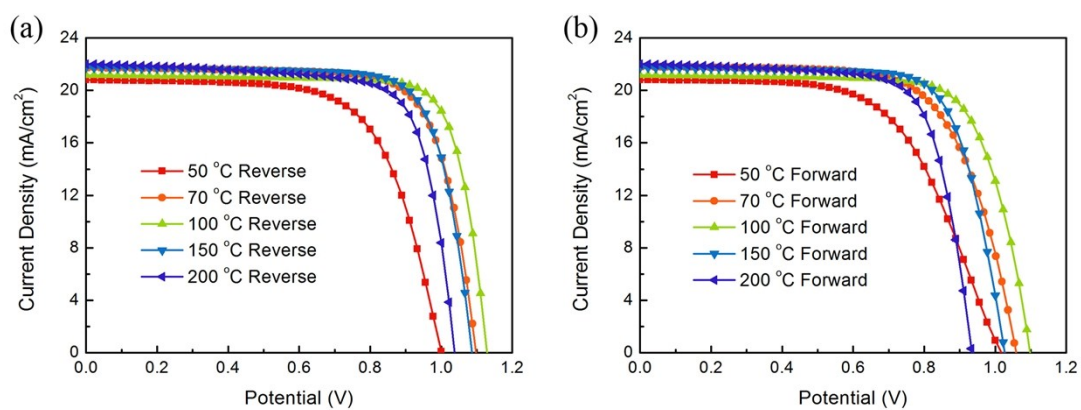 (a)
24
20
16
12
8
4
0
Current Density (mA/cm²)
50 °C Reverse
70 °C Reverse
100 °C Reverse
150 °C Reverse
200 °C Reverse
0.0 0.2 0.4 0.6 0.8 1.0 1.2
Potential (V)
(b)
24
20
16
12
8
4
0
Current Density (mA/cm²)
50 °C Forward
70 °C Forward
100 °C Forward
150 °C Forward
200 °C Forward
0.0 0.2 0.4 0.6 0.8 1.0 1.2
Potential (V)